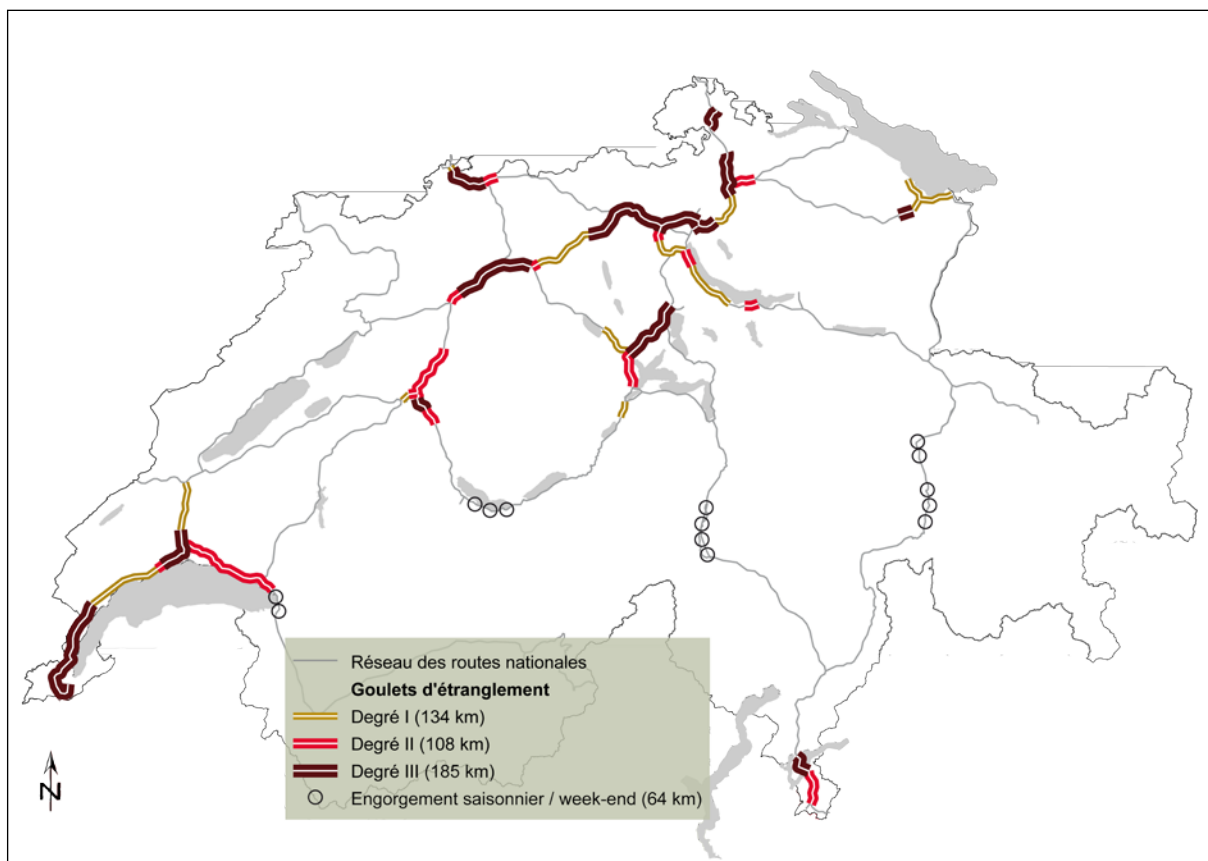 Réseau des routes nationales
Goulets d'étranglement
Degré I (134 km)
Degré II (108 km)
Degré III (185 km)
Engorgement saisonnier / week-end (64 km)
N